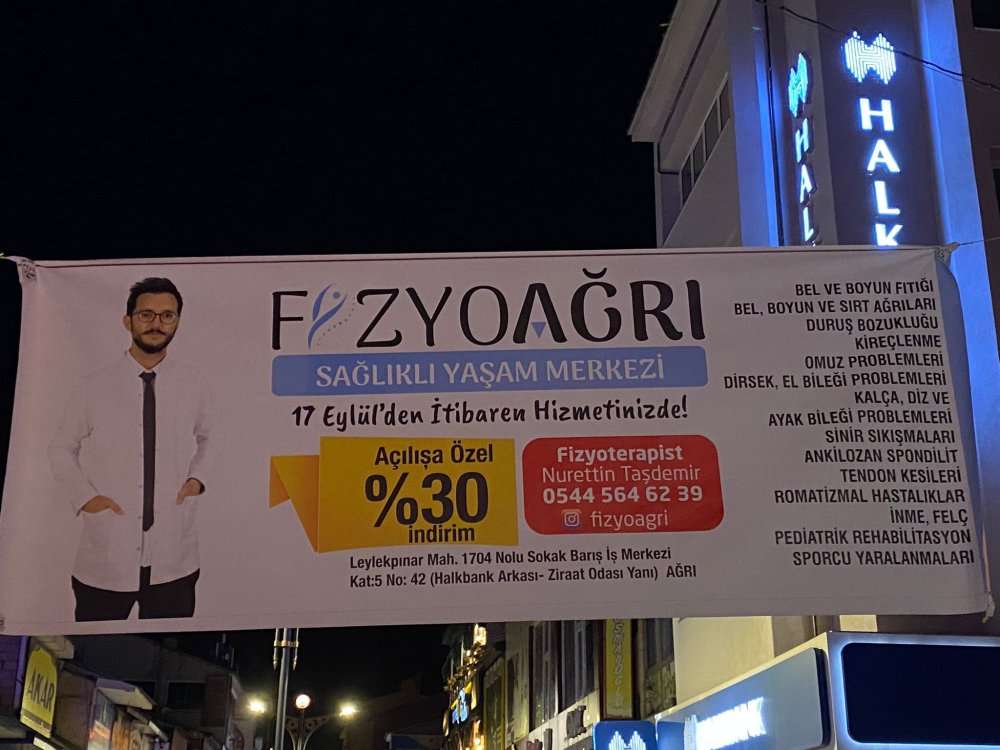 HALK
HAL
FİZYOAĞRI
SAĞLIKLI YAŞAM MERKEZİ
17 Eylül'den İtibaren Hizmetinizde!
Açılışa Özel
%30
indirim
Fizyoterapist
Nurettin Taşdemir
0544 564 62 39
fizyoagri
Leylekpınar Mah. 1704 Nolu Sokak Barış İş Merkezi
Kat:5 No: 42 (Halkbank Arkası- Ziraat Odası Yanı) AĞRI
BEL VE BOYUN FITIĞI
BEL, BOYUN VE SIRT AĞRILARI
DURUŞ BOZUKLUĞU
KİREÇLENME
OMUZ PROBLEMLERİ
DİRSEK, EL BİLEĞİ PROBLEMLERİ
KALÇA, DİZ VE
AYAK BİLEĞİ PROBLEMLERİ
SİNİR SIKIŞMALARI
ANKİLOZAN SPONDİLİT
TENDON KESİLERİ
ROMATİZMAL HASTALIKLAR
İNME, FELÇ
PEDİATRİK REHABİLİTASYON
SPORCU YARALANMALARI
AKAR